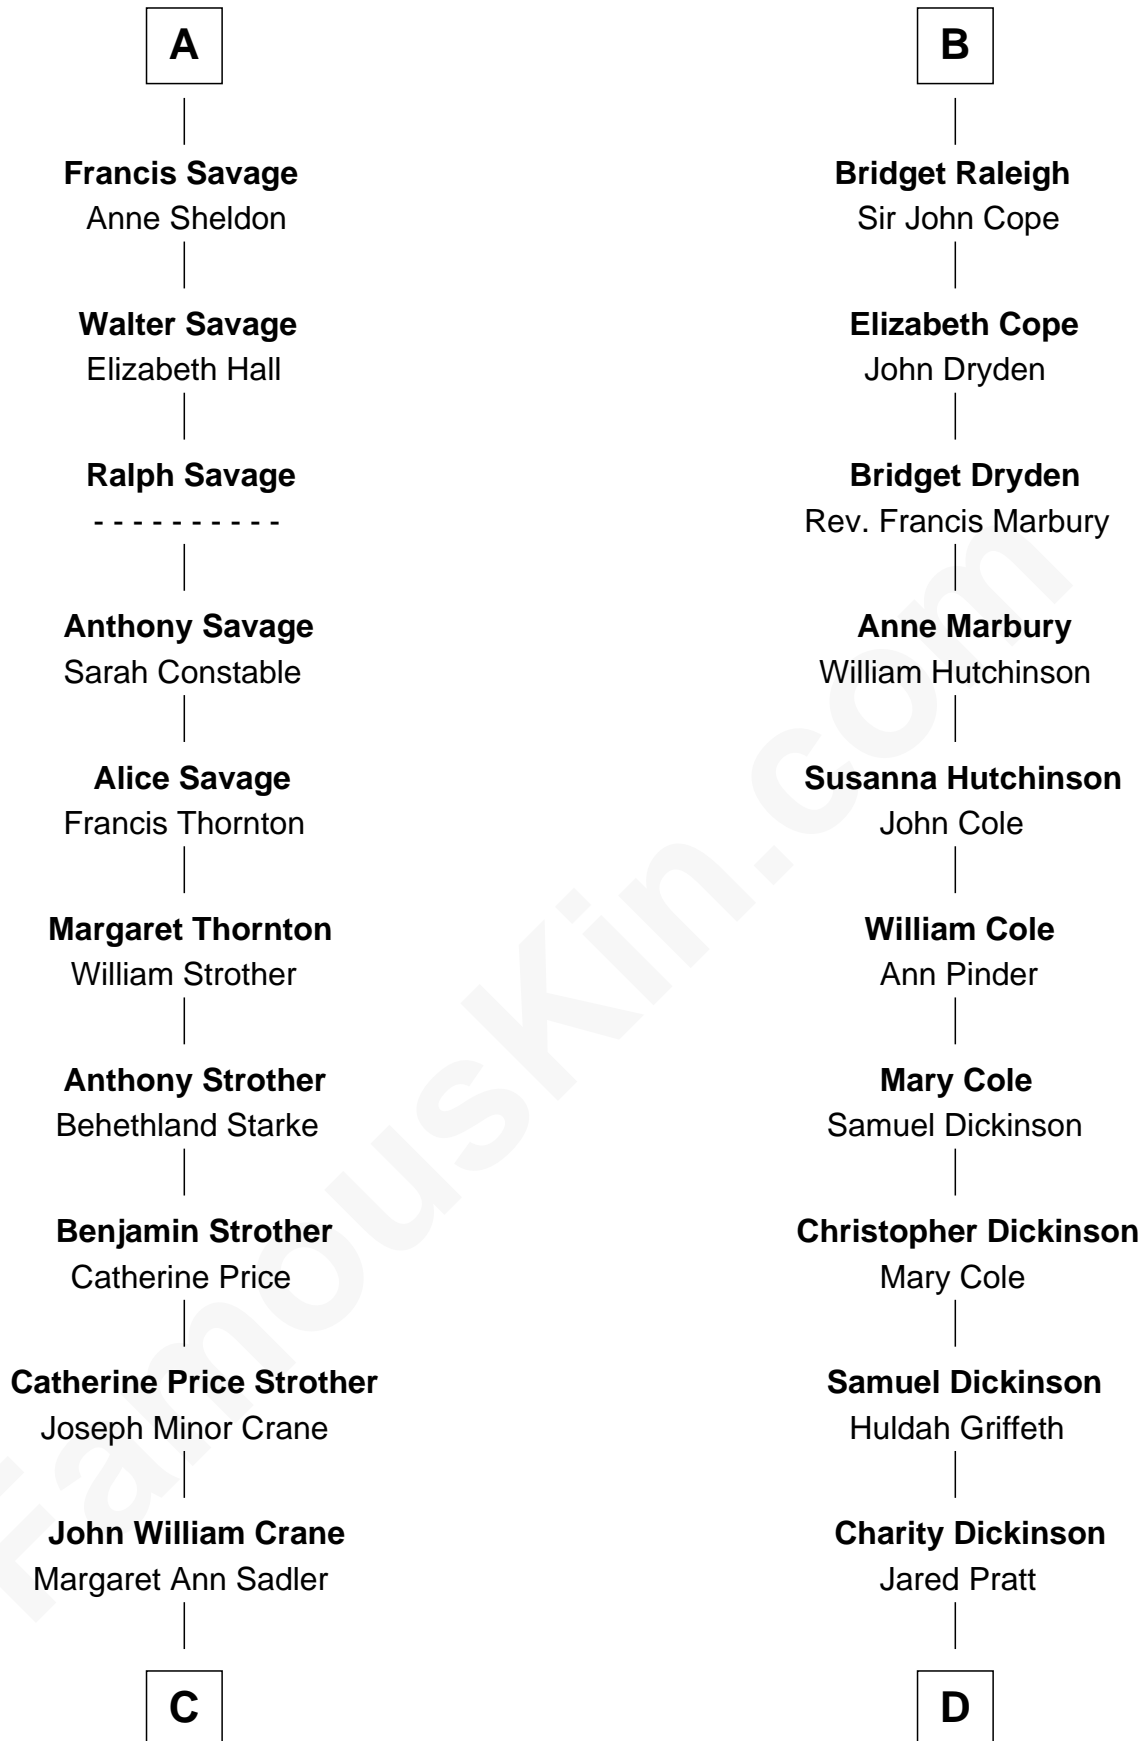 A
Francis Savage
Anne Sheldon
Walter Savage
Elizabeth Hall
Ralph Savage
- - - - - - - - - -
Anthony Savage
Sarah Constable
Alice Savage
Francis Thornton
Margaret Thornton
William Strother
Anthony Strother
Behethland Starke
Benjamin Strother
Catherine Price
Catherine Price Strother
Joseph Minor Crane
John William Crane
Margaret Ann Sadler
C
B
Bridget Raleigh
Sir John Cope
Elizabeth Cope
John Dryden
Bridget Dryden
Rev. Francis Marbury
Anne Marbury
William Hutchinson
Susanna Hutchinson
John Cole
William Cole
Ann Pinder
Mary Cole
Samuel Dickinson
Christopher Dickinson
Mary Cole
Samuel Dickinson
Huldah Griffeth
Charity Dickinson
Jared Pratt
D
FamousKin.com